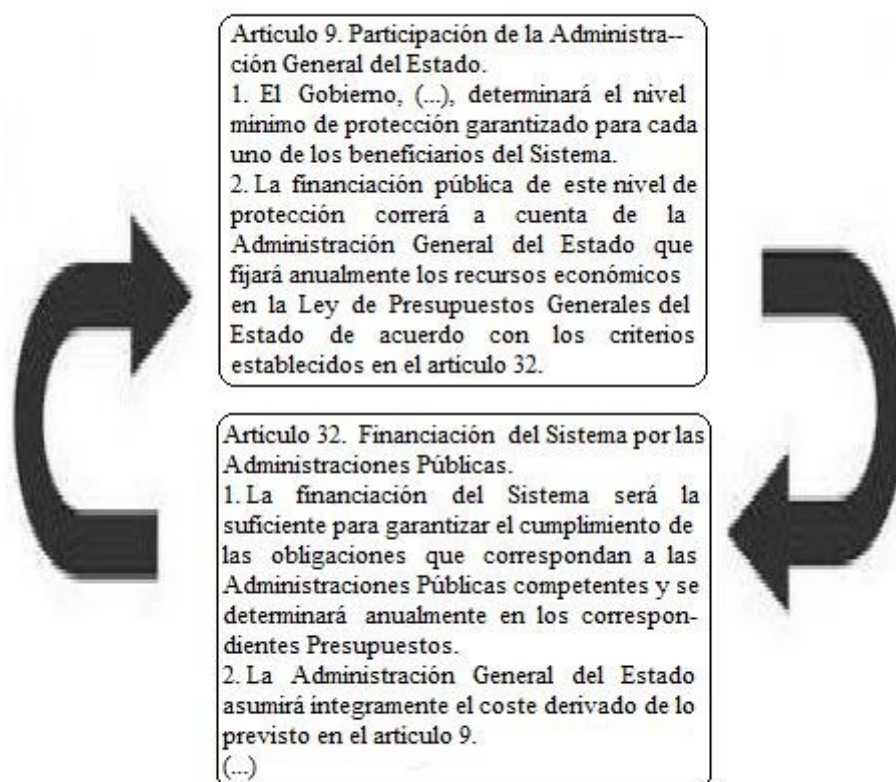 Articulo 9. Participación de la Administra--
ción General del Estado.
1. El Gobierno, (...), determinará el nivel
mínimo de protección garantizado para cada
uno de los beneficiarios del Sistema.
2. La financiación pública de este nivel de
protección correrá a cuenta de la
Administración General del Estado que
fijará anualmente los recursos económicos
en la Ley de Presupuestos Generales del
Estado de acuerdo con los criterios
establecidos en el artículo 32.
Artículo 32. Financiación del Sistema por las
Administraciones Públicas.
1. La financiación del Sistema será la
suficiente para garantizar el cumplimiento de
las obligaciones que correspondan a las
Administraciones Públicas competentes y se
determinará anualmente en los correspon-
dientes Presupuestos.
2. La Administración General del Estado
asumirá íntegramente el coste derivado de lo
previsto en el artículo 9.
(...)